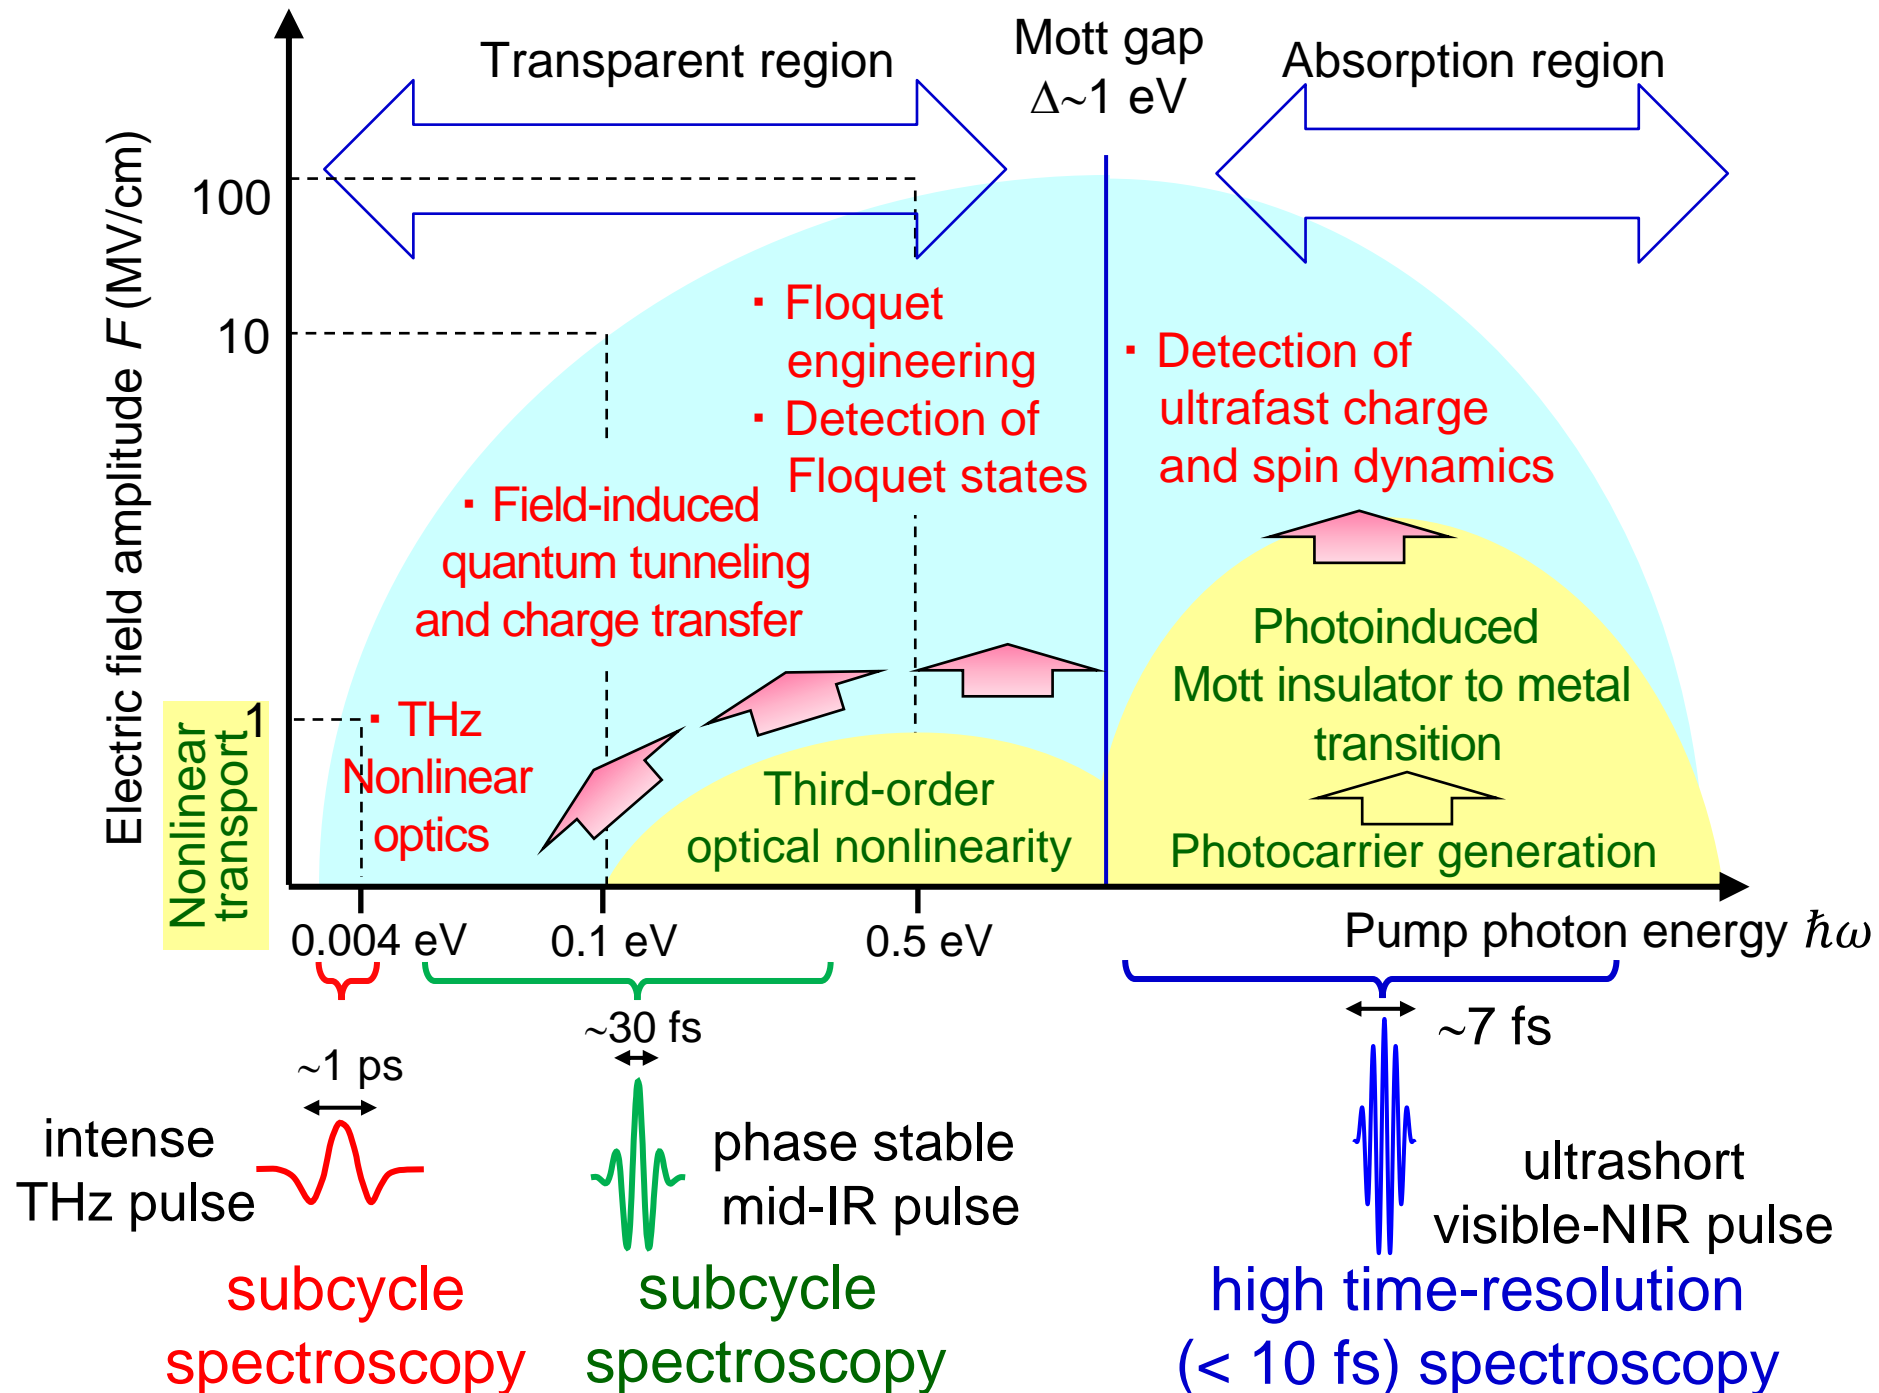 Transparent region
Mott gap
Δ~1 eV
Absorption region
Electric field amplitude F (MV/cm)
100
10
1
Nonlinear
transport
▪ Floquet
engineering
▪ Detection of
Floquet states
▪ Detection of
ultrafast charge
and spin dynamics
▪ Field-induced
quantum tunneling
and charge transfer
▪ THz
Nonlinear
optics
Third-order
optical nonlinearity
Photoinduced
Mott insulator to metal
transition
Photocarrier generation
0.004 eV
0.1 eV
0.5 eV
Pump photon energy ℏω
~1 ps
~30 fs
~7 fs
intense
THz pulse
phase stable
mid-IR pulse
ultrashort
visible-NIR pulse
subcycle
spectroscopy
subcycle
spectroscopy
high time-resolution
(< 10 fs) spectroscopy